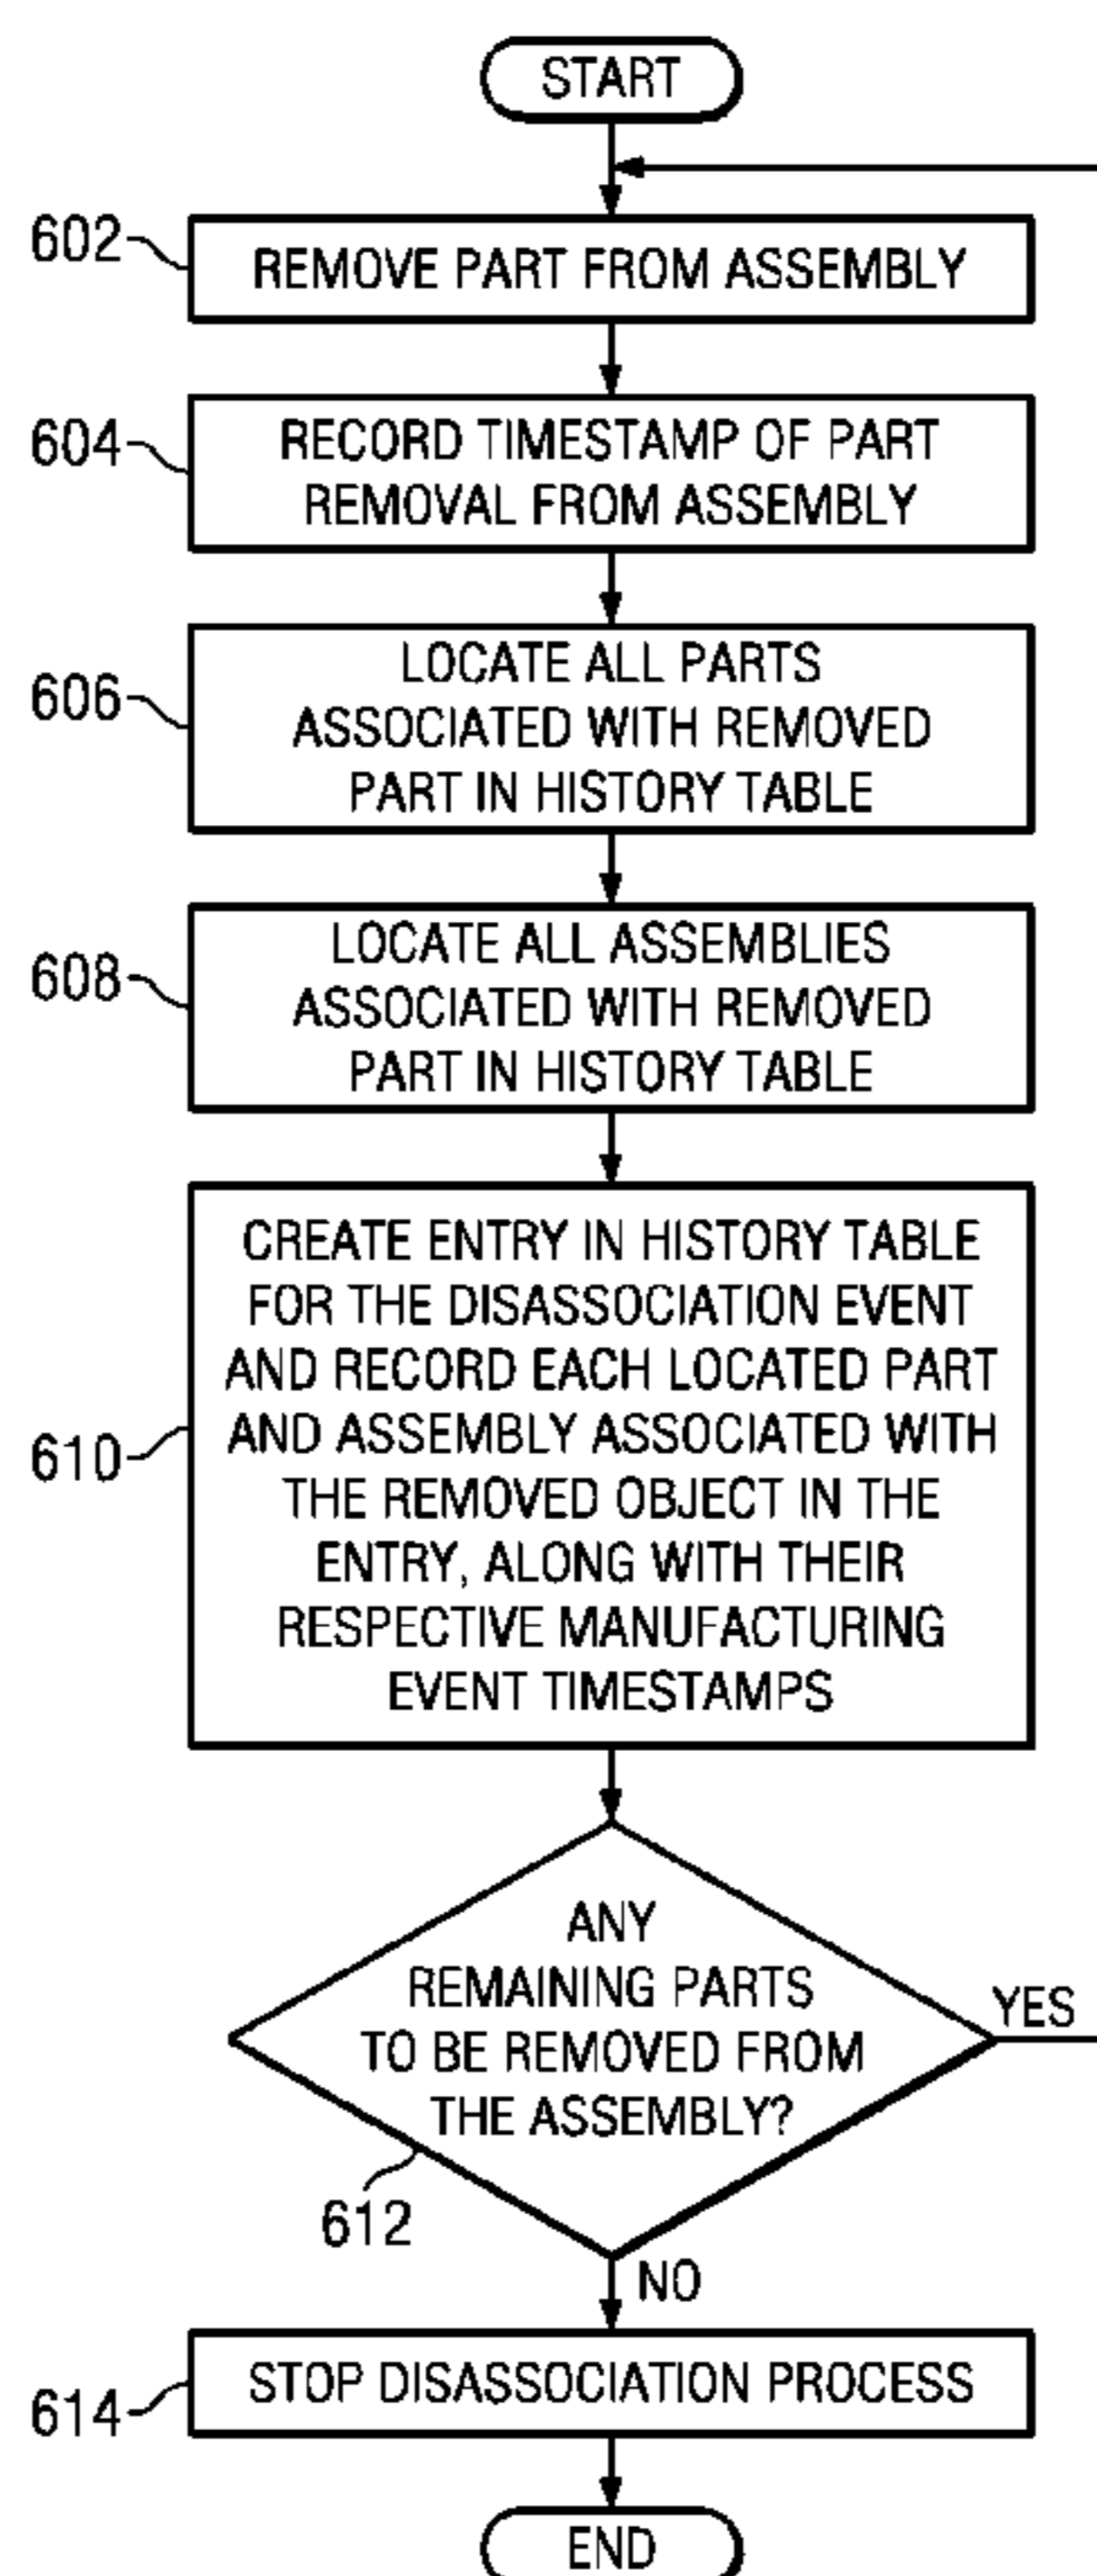 START
602
REMOVE PART FROM ASSEMBLY
604
RECORD TIMESTAMP OF PART
REMOVAL FROM ASSEMBLY
606
LOCATE ALL PARTS
ASSOCIATED WITH REMOVED
PART IN HISTORY TABLE
608
LOCATE ALL ASSEMBLIES
ASSOCIATED WITH REMOVED
PART IN HISTORY TABLE
610
CREATE ENTRY IN HISTORY TABLE
FOR THE DISASSOCIATION EVENT
AND RECORD EACH LOCATED PART
AND ASSEMBLY ASSOCIATED WITH
THE REMOVED OBJECT IN THE
ENTRY, ALONG WITH THEIR
RESPECTIVE MANUFACTURING
EVENT TIMESTAMPS
ANY
REMAINING PARTS
TO BE REMOVED FROM
THE ASSEMBLY?
YES
612
NO
614
STOP DISASSOCIATION PROCESS
END